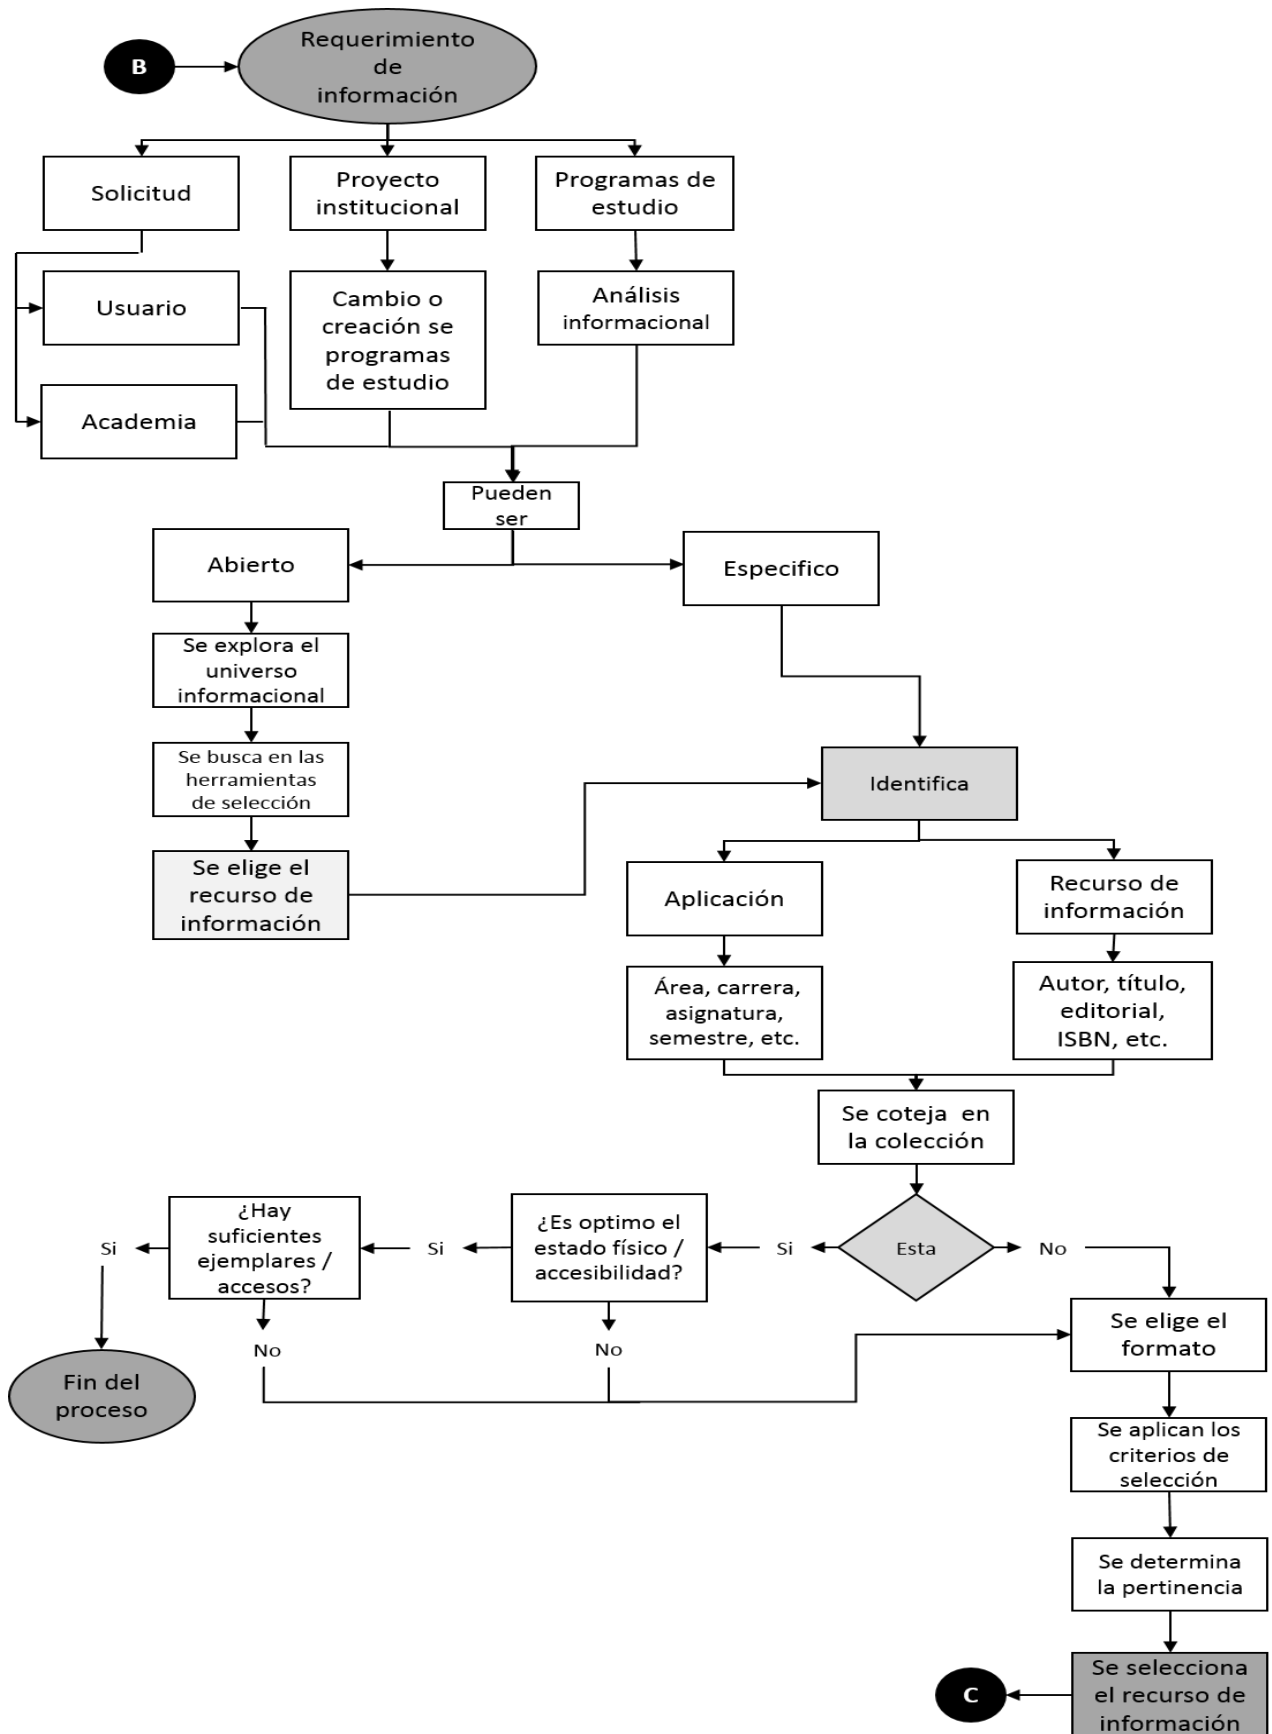 B
Requerimiento
de
información
Solicitud
Proyecto
institucional
Programas de
estudio
Usuario
Cambio o
creación se
programas
de estudio
Análisis
informacional
Academia
Pueden
ser
Abierto
Especifico
Se explora el
universo
informacional
Se busca en las
herramientas
de selección
Identifica
Se elige el
recurso de
información
Aplicación
Recurso de
información
Área, carrera,
asignatura,
semestre, etc.
Autor, título,
editorial,
ISBN, etc.
Se coteja en
la colección
Si
¿Hay
suficientes
ejemplares /
accesos?
Si
¿Es optimo el
estado físico /
accesibilidad?
Si
Esta
No
No
No
Se elige el
formato
Fin del
proceso
Se aplican los
criterios de
selección
Se determina
la pertinencia
C
Se selecciona
el recurso de
información